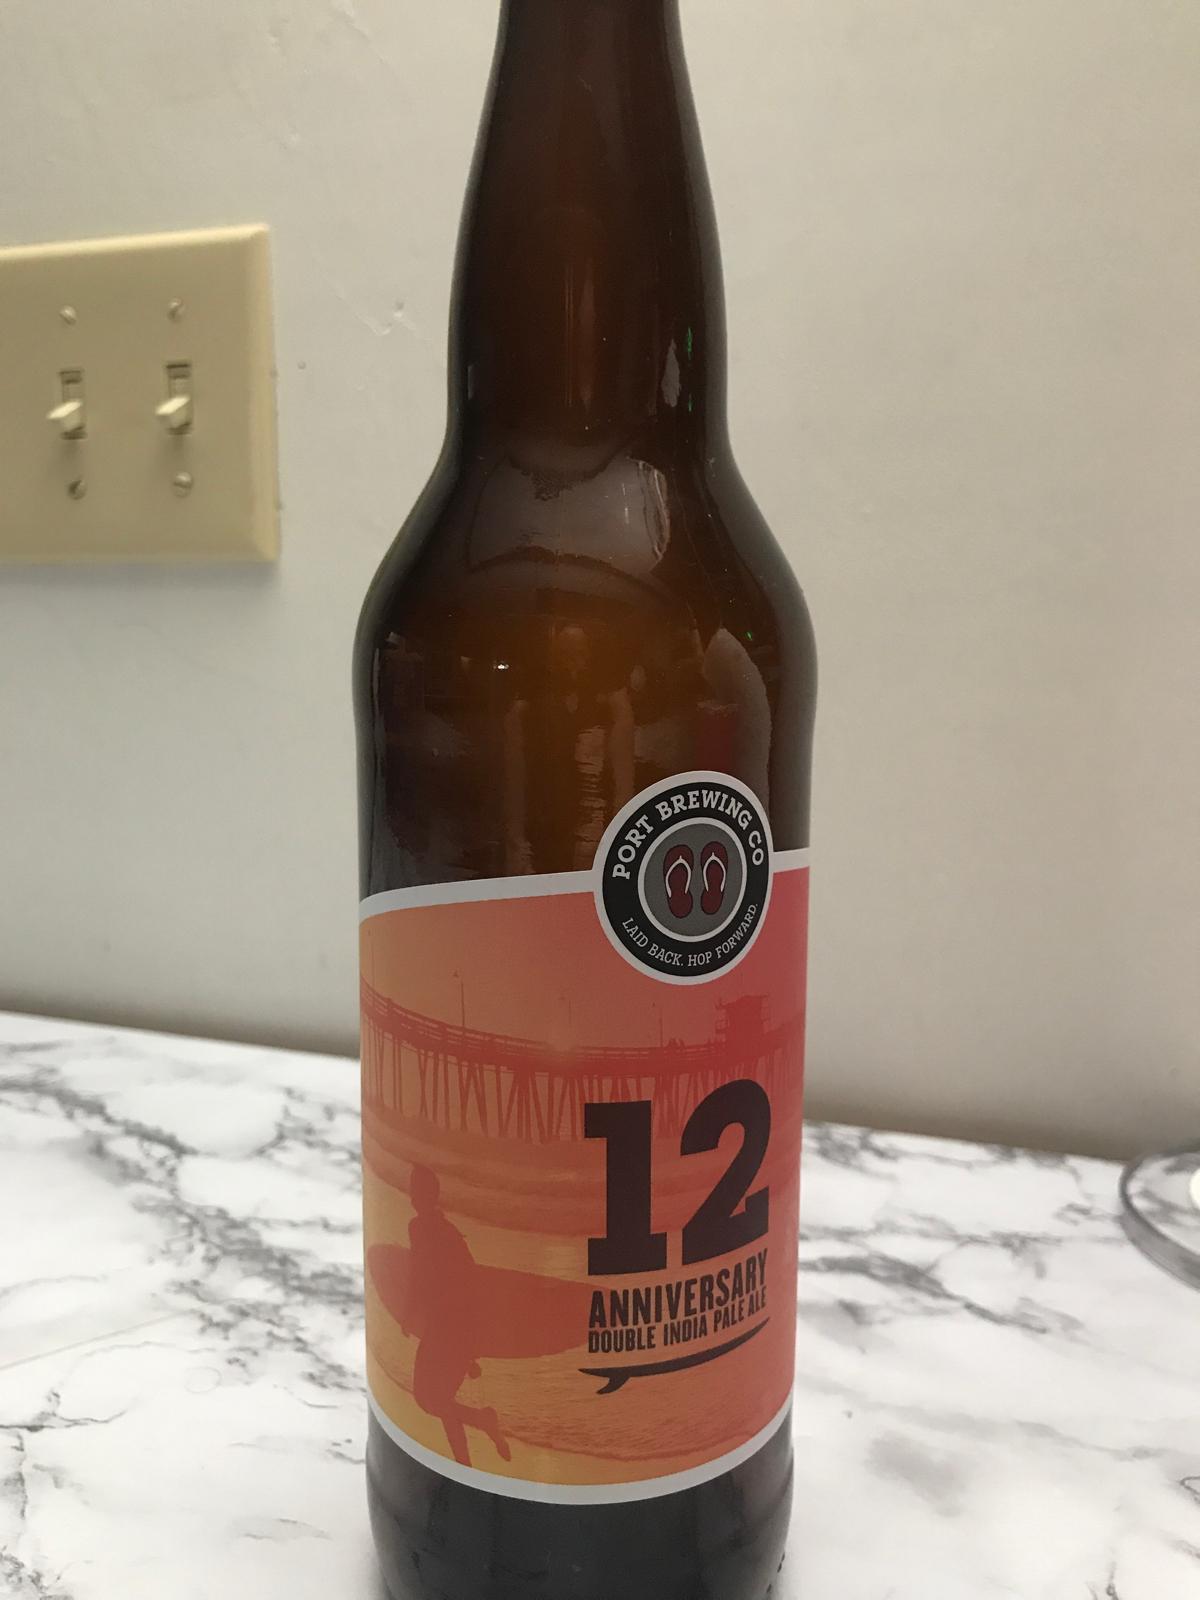 PORT BREWING CO
LAID BACK. HOP FORWARD.
12
ANNIVERSARY
DOUBLE INDIA PALE ALE